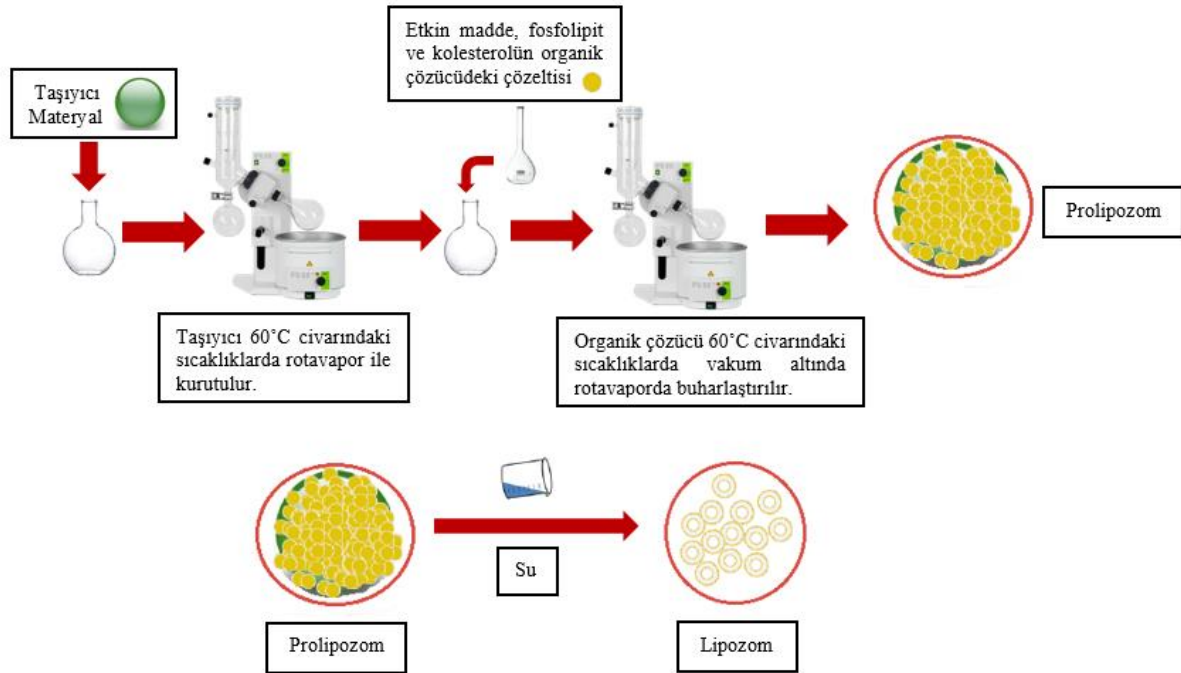 Taşıyıcı
Materyal
Etkin madde, fosfolipit
ve kolesterolün organik
çözücüdeki çözeltisi
Taşıyıcı 60˚C civarındaki
sıcaklıklarda rotavapor ile
kurutulur.
Organik çözücü 60˚C civarındaki
sıcaklıklarda vakum altında
rotavaporda buharlaştırılır.
Prolipozom
Prolipozom
Su
Lipozom